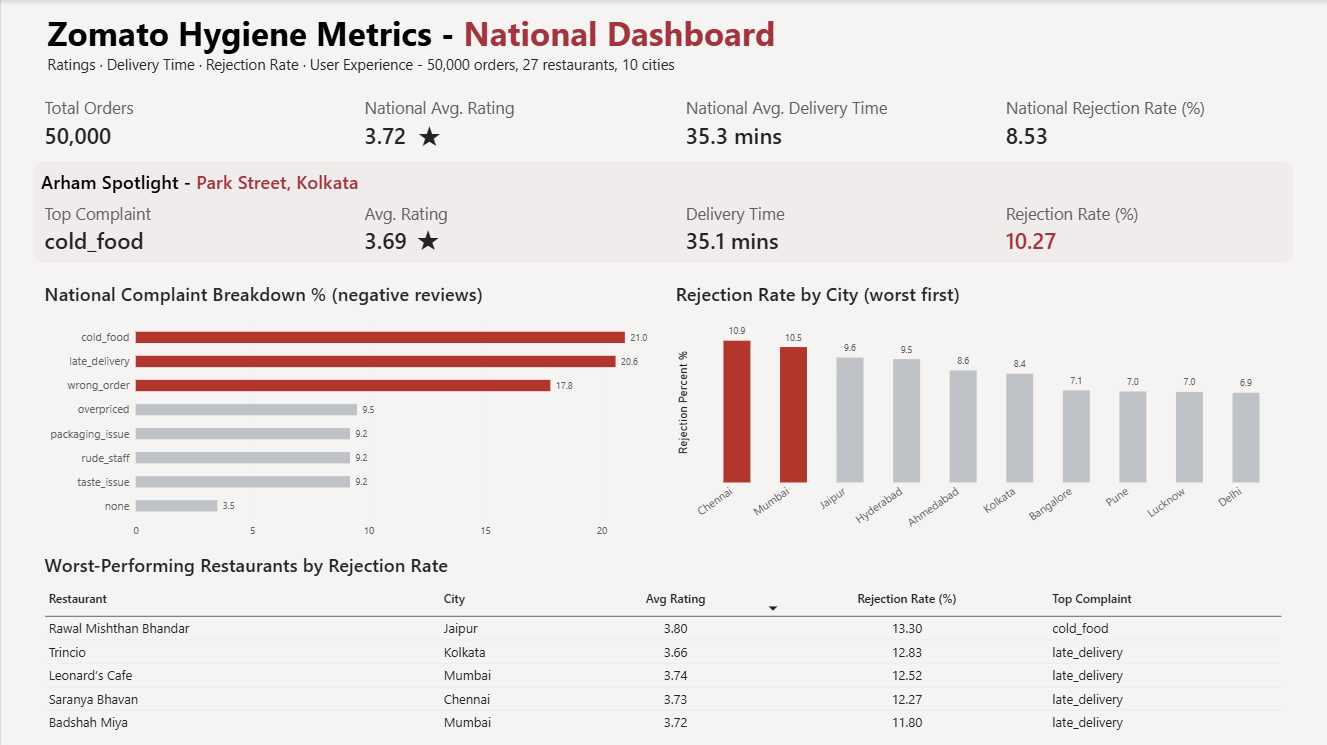 Zomato Hygiene Metrics - National Dashboard
Ratings · Delivery Time · Rejection Rate · User Experience - 50,000 orders, 27 restaurants, 10 cities
Total Orders
50,000
National Avg. Rating
3.72 ★
National Avg. Delivery Time
35.3 mins
National Rejection Rate (%)
8.53
Arham Spotlight - Park Street, Kolkata
Top Complaint
cold_food
Avg. Rating
3.69 ★
Delivery Time
35.1 mins
Rejection Rate (%)
10.27
National Complaint Breakdown % (negative reviews)
cold_food 21.0
late_delivery 20.6
wrong_order 17.8
overpriced 9.5
packaging_issue 9.2
rude_staff 9.2
taste_issue 9.2
none 3.5
0 5 10 15 20
Rejection Rate by City (worst first)
Rejection Percent %
10.9 10.5 9.6 9.5 8.6 8.4 7.1 7.0 7.0 6.9
Chennai Mumbai Jaipur Hyderabad Ahmedabad Kolkata Bangalore Pune Lucknow Delhi
Worst-Performing Restaurants by Rejection Rate
Restaurant City Avg Rating Rejection Rate (%) Top Complaint
Rawal Mishthan Bhandar Jaipur 3.80 13.30 cold_food
Trincio Kolkata 3.66 12.83 late_delivery
Leonard's Cafe Mumbai 3.74 12.52 late_delivery
Saranya Bhavan Chennai 3.73 12.27 late_delivery
Badshah Miya Mumbai 3.72 11.80 late_delivery